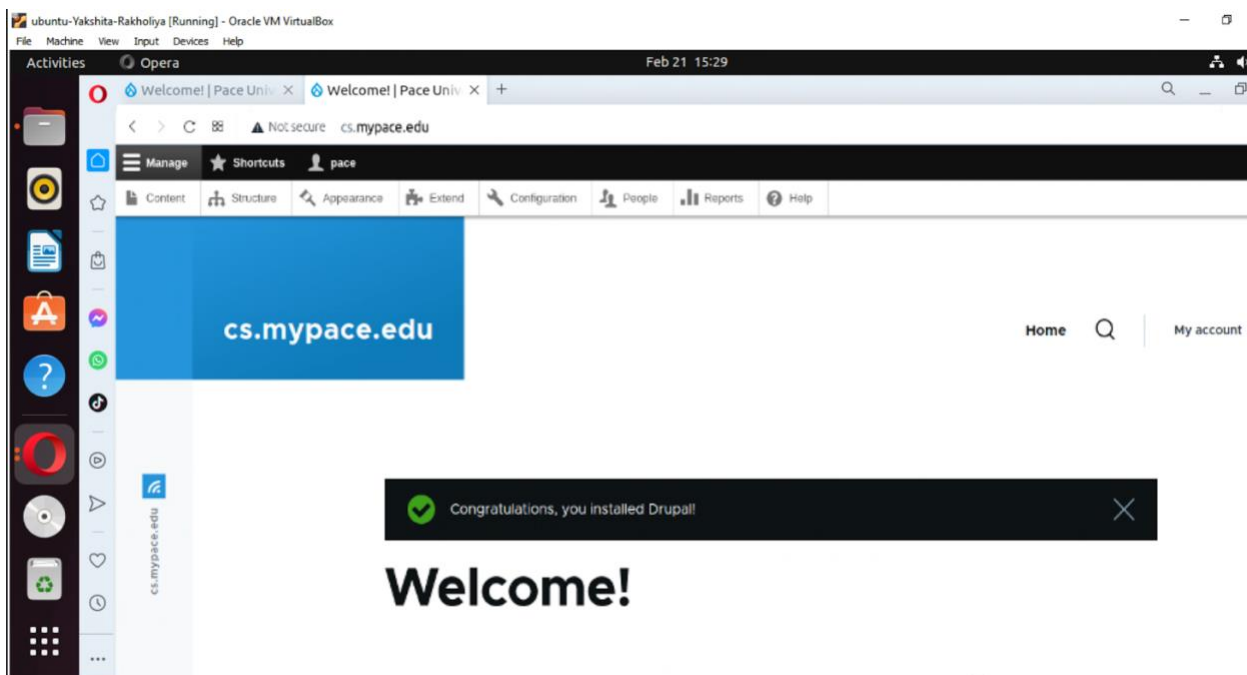 ubuntu-Yakshita-Rakholiya [Running] - Oracle VM VirtualBox
File Machine View Input Devices Help
Activities Opera Feb 21 15:29
Welcome! | Pace Univ Welcome! | Pace Univ
Not secure cs.mypace.edu
Manage Shortcuts pace
Content Structure Appearance Extend Configuration People Reports Help
cs.mypace.edu
Home My account
cs.mypace.edu
Congratulations, you installed Drupal!
Welcome!